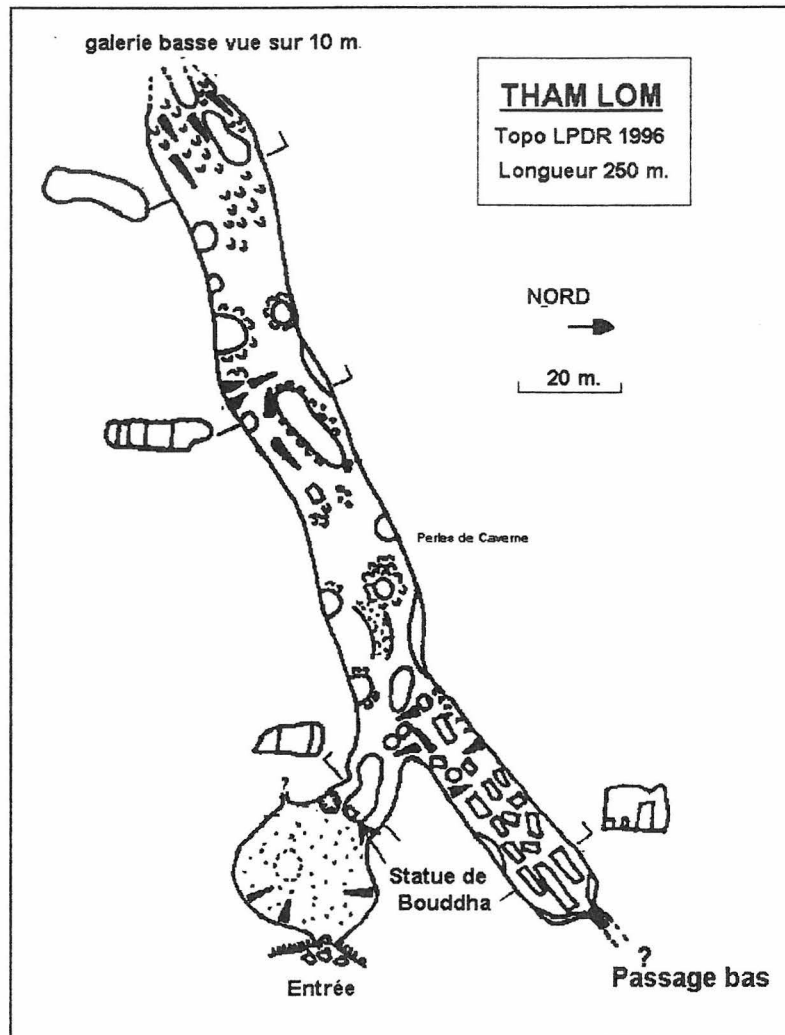 galerie basse vue sur 10 m.
THAM LOM
Topo LPDR 1996
Longueur 250 m.
NORD
20 m.
Perles de Caverne
?
Statue de
Bouddha
Entrée
?
Passage bas